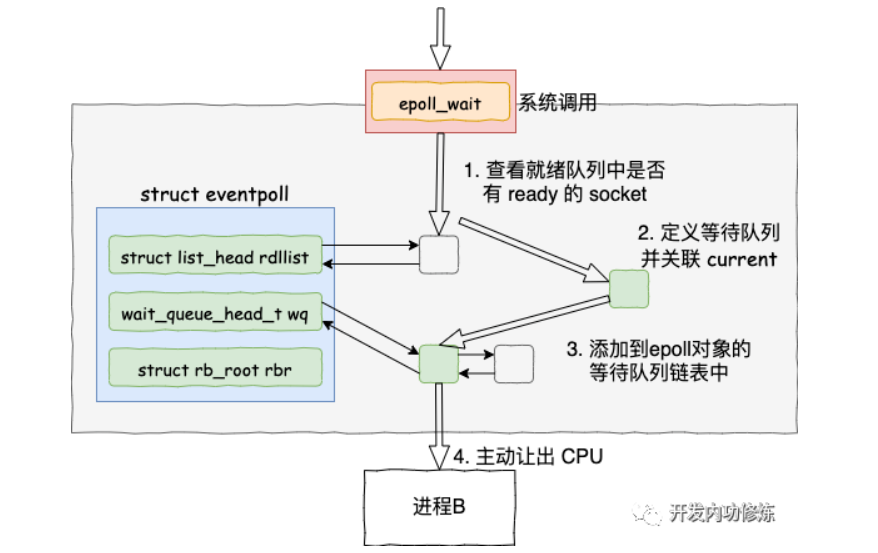 epoll_wait
系统调用
1. 查看就绪队列中是否
有 ready 的 socket
struct eventpoll
2. 定义等待队列
并关联 current
struct list_head rdllist
wait_queue_head_t wq
3. 添加到epoll对象的
等待队列链表中
struct rb_root rbr
4. 主动让出 CPU
进程B
开发内功修炼